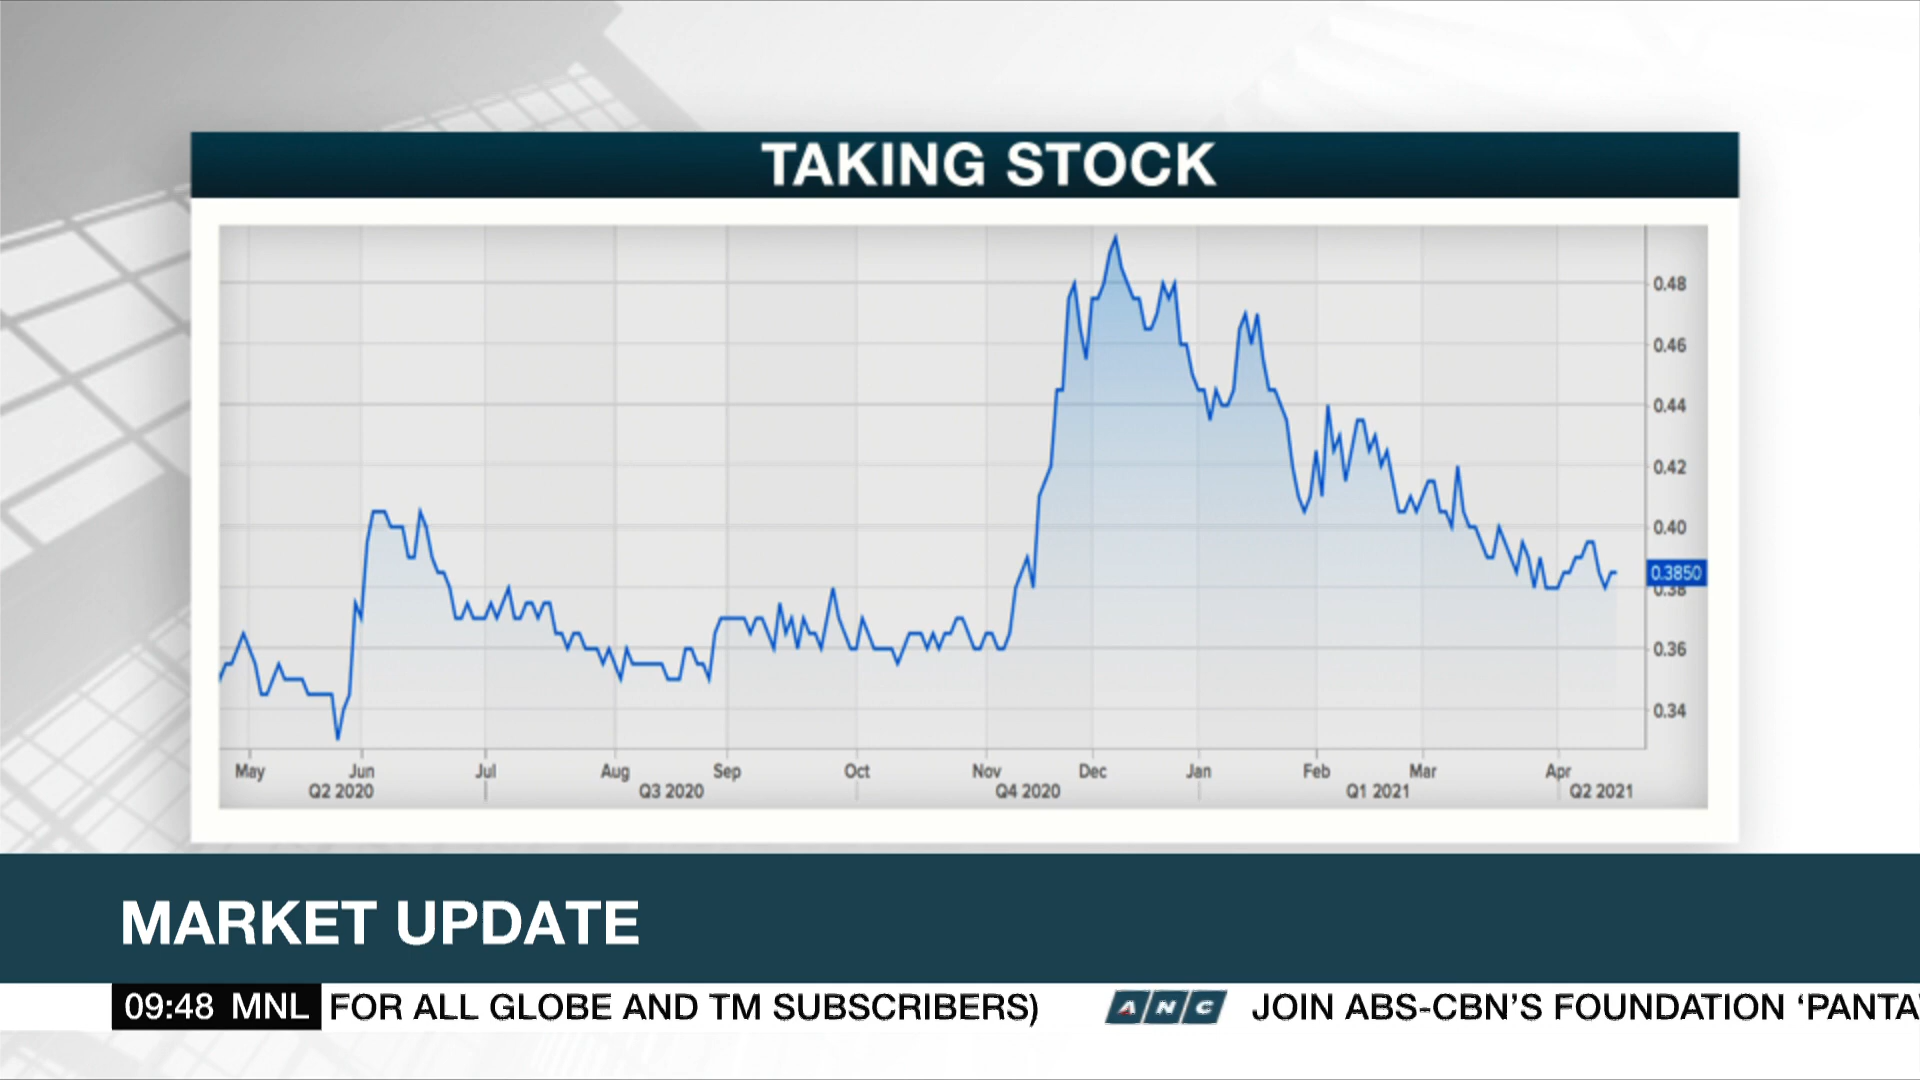 TAKING STOCK
0.48
0.46
0.44
0.42
0.40
0.3850
0.38
0.36
0.34
May Jun Jul Aug Sep Oct Nov Dec Jan Feb Mar Apr
Q2 2020 Q3 2020 Q4 2020 Q1 2021 Q2 2021
MARKET UPDATE
09:48 MNL FOR ALL GLOBE AND TM SUBSCRIBERS) ANC JOIN ABS-CBN'S FOUNDATION ‘PANTA